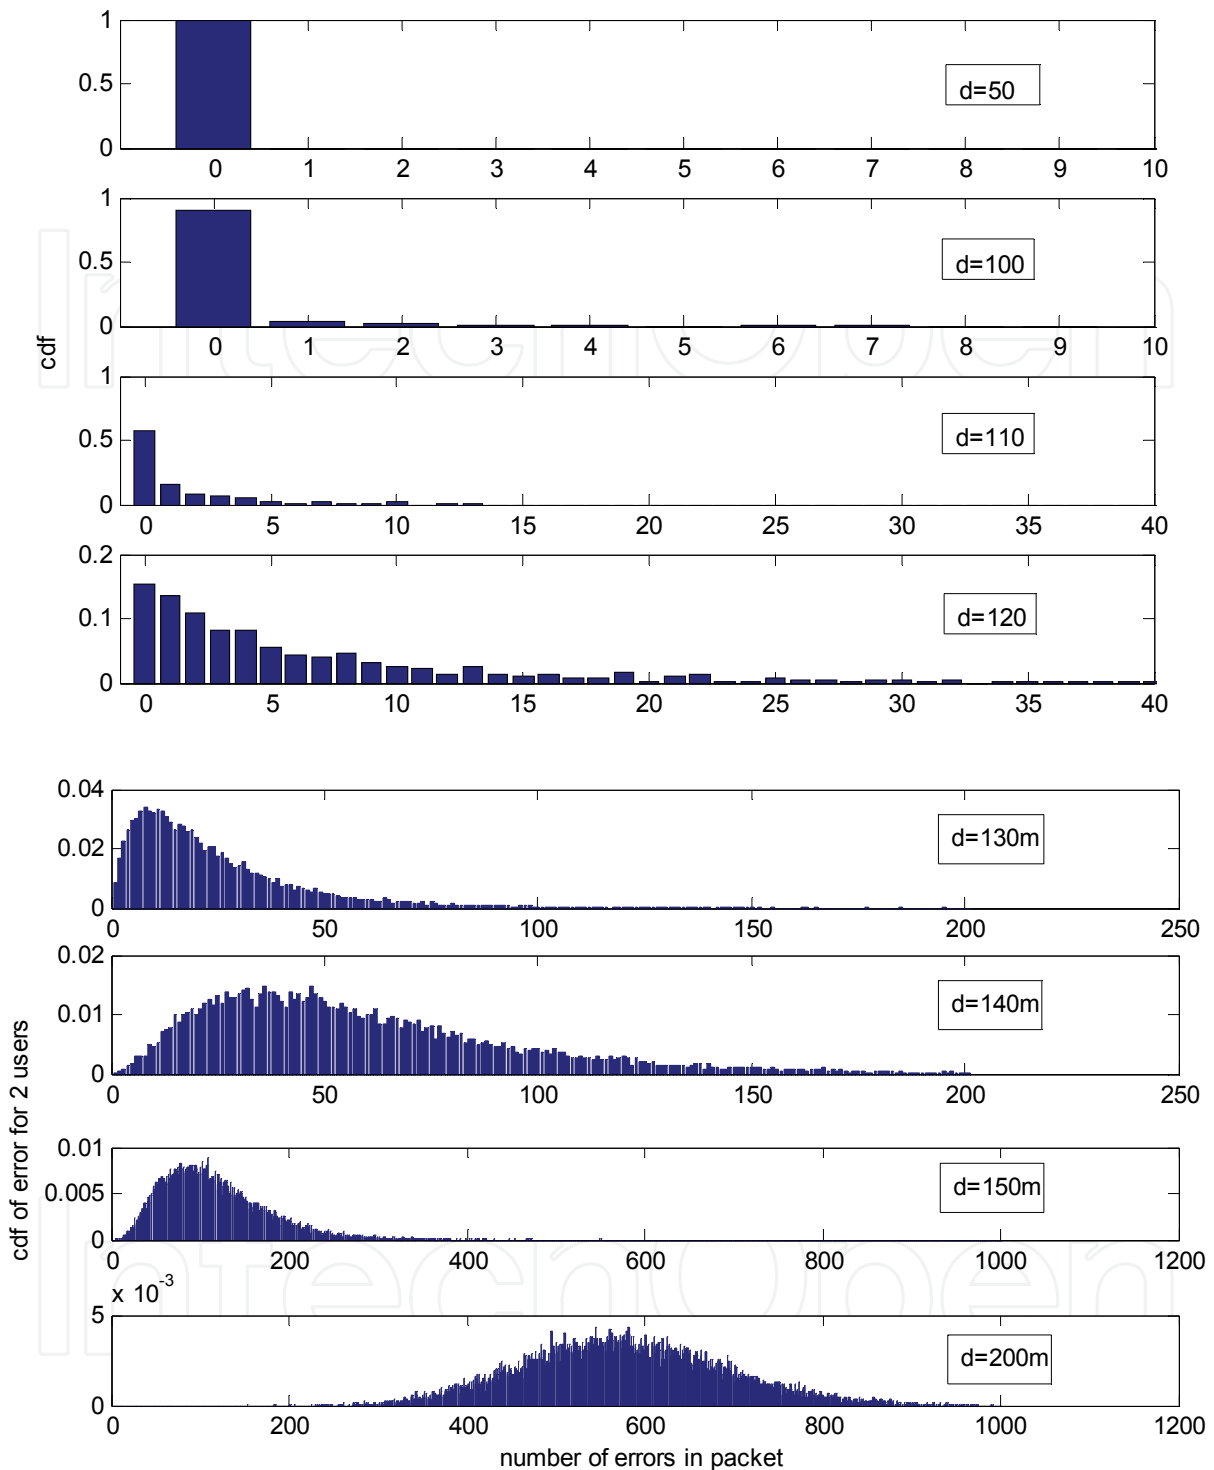 1
0.5
d=50
0
0 1 2 3 4 5 6 7 8 9 10
1
0.5
d=100
0
0 1 2 3 4 5 6 7 8 9 10
cdf
1
0.5
d=110
0
0 5 10 15 20 25 30 35 40
0.2
0.1
d=120
0
0 5 10 15 20 25 30 35 40
0.04
0.02
d=130m
0
0 50 100 150 200 250
0.02
0.01
d=140m
0
0 50 100 150 200 250
cdf of error for 2 users
0.01
0.005
d=150m
0
0 200 400 600 800 1000 1200
x 10-3
5
d=200m
0
0 200 400 600 800 1000 1200
number of errors in packet
IntechOpen
IntechOpen